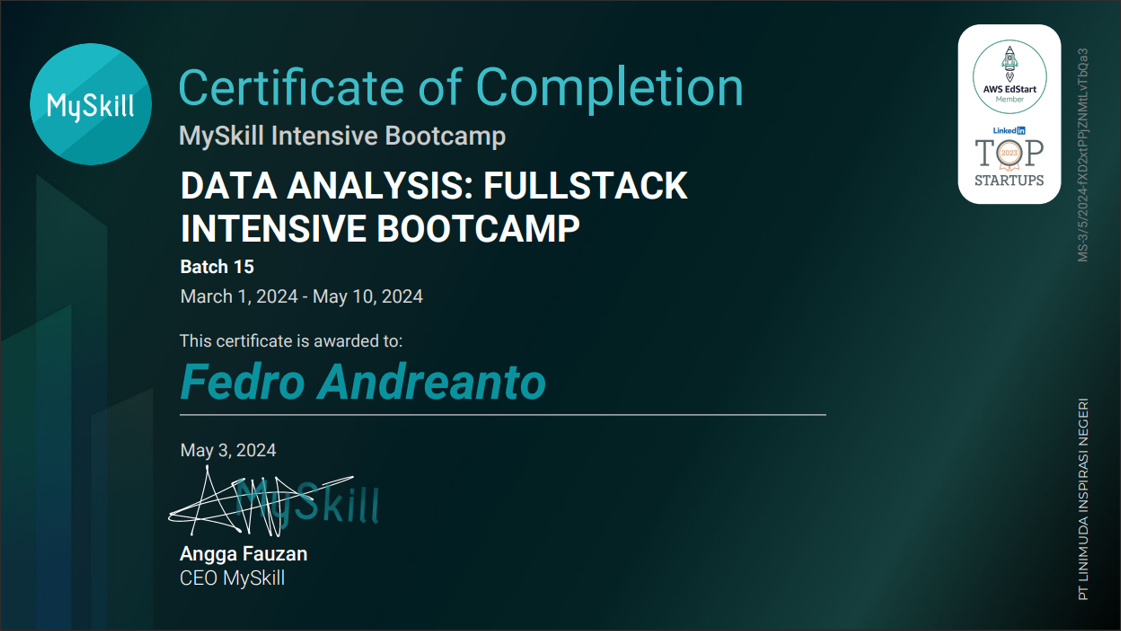 MySkill
Certificate of Completion
MySkill Intensive Bootcamp
DATA ANALYSIS: FULLSTACK
INTENSIVE BOOTCAMP
Batch 15
March 1, 2024 - May 10, 2024
This certificate is awarded to:
Fedro Andreanto
May 3, 2024
MySkill
Angga Fauzan
CEO MySkill
AWS EdStart
Member
LinkedIn
TOP
2023
STARTUPS
MS-3/5/2024-fXD2xtPPjZNMtLvTbQa3
PT LINIMUDA INSPIRASI NEGERI